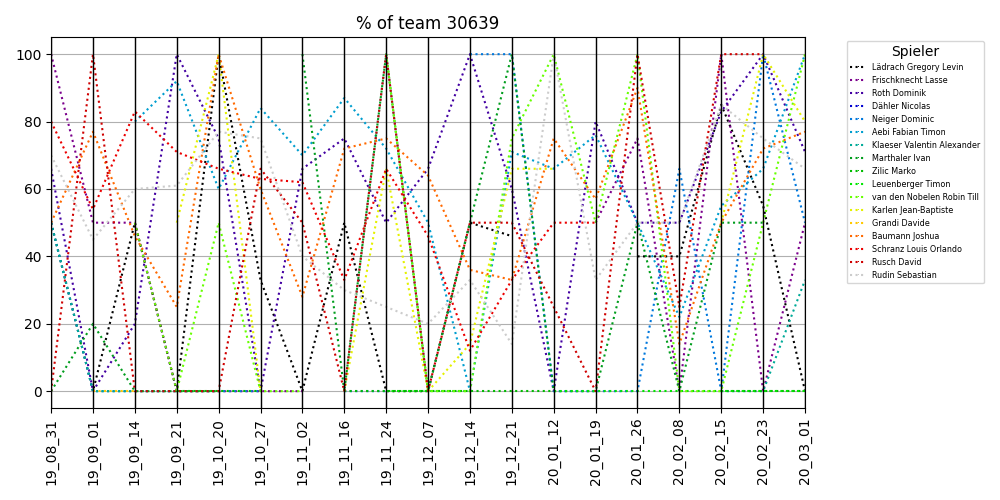 % of team 30639
100
80
60
40
20
0
19_08_31
19_09_01
19_09_14
19_09_21
19_10_20
19_10_27
19_11_02
19_11_16
19_11_24
19_12_07
19_12_14
19_12_21
20_01_12
20_01_19
20_01_26
20_02_08
20_02_15
20_02_23
20_03_01
Spieler
Lädrach Gregory Levin
Frischknecht Lasse
Roth Dominik
Dähler Nicolas
Neiger Dominic
Aebi Fabian Timon
Klaeser Valentin Alexander
Marthaler Ivan
Zilic Marko
Leuenberger Timon
van den Nobelen Robin Till
Karlen Jean-Baptiste
Grandi Davide
Baumann Joshua
Schranz Louis Orlando
Rusch David
Rudin Sebastian